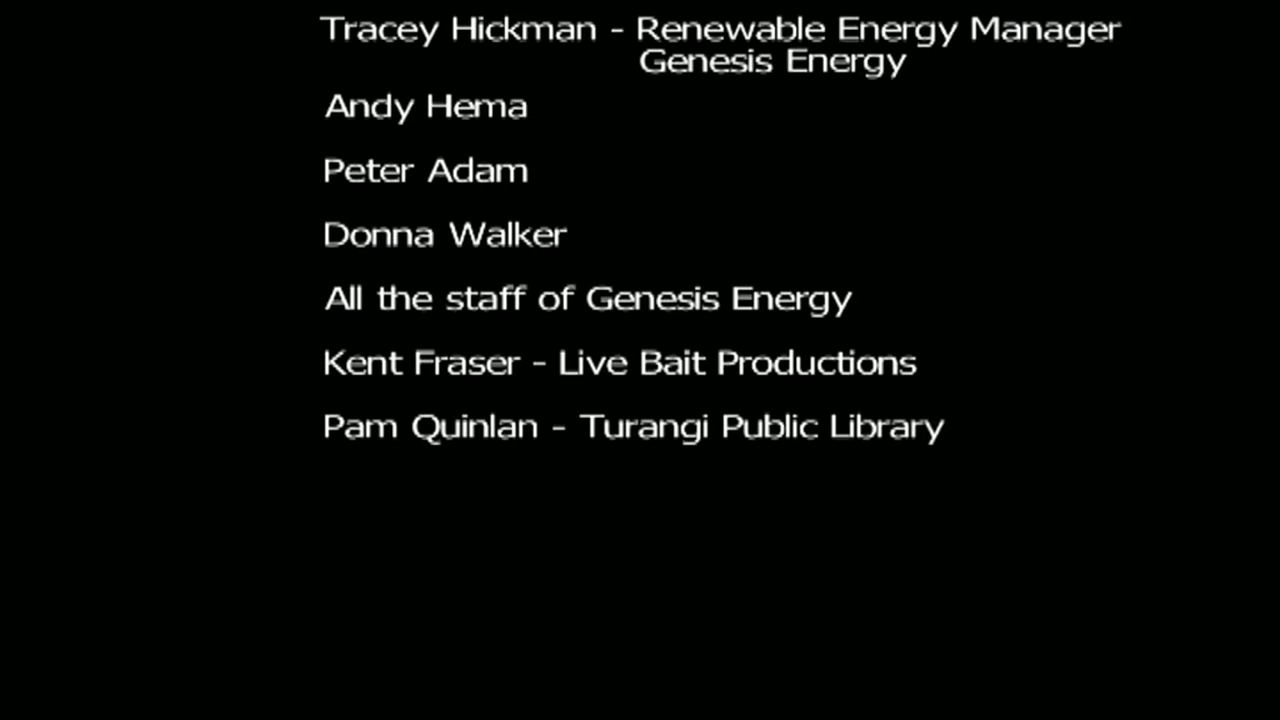 Tracey Hickman - Renewable Energy Manager
Genesis Energy
Andy Hema
Peter Adam
Donna Walker
All the staff of Genesis Energy
Kent Fraser - Live Bait Productions
Pam Quinlan - Turangi Public Library